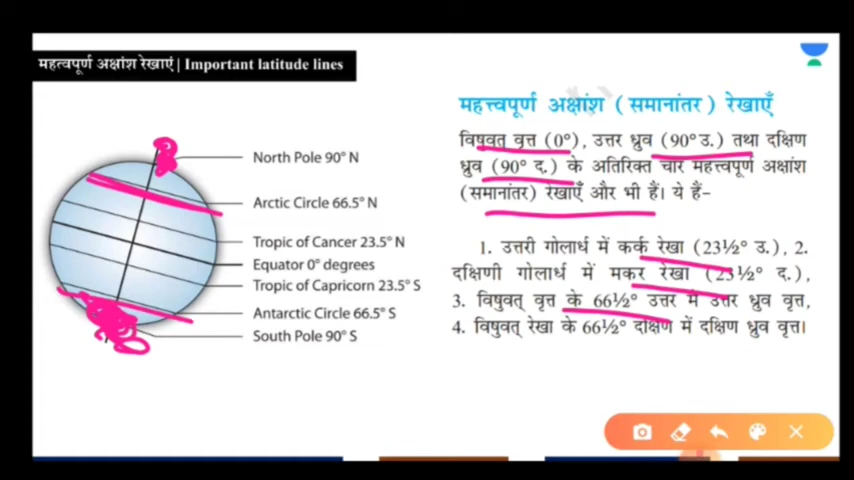 महत्वपूर्ण अक्षांश रेखाएं | Important latitude lines
North Pole 90° N
Arctic Circle 66.5° N
Tropic of Cancer 23.5° N
Equator 0° degrees
Tropic of Capricorn 23.5° S
Antarctic Circle 66.5° S
South Pole 90° S
महत्त्वपूर्ण अक्षांश (समानांतर) रेखाएँ
विषवत वृत्त (0°), उत्तर ध्रुव (90° उ.) तथा दक्षिण
ध्रुव (90° द.) के अतिरिक्त चार महत्त्वपूर्ण अक्षांश
(समानांतर) रेखाएँ और भी हैं। ये हैं-
1. उत्तरी गोलार्ध में कर्क रेखा (23½° उ.), 2.
दक्षिणी गोलार्ध में मकर रेखा (23½° द.),
3. विषुवत् वृत्त के 66½° उत्तर में उत्तर ध्रुव वृत्त,
4. विषुवत् रेखा के 66½° दक्षिण में दक्षिण ध्रुव वृत्त।